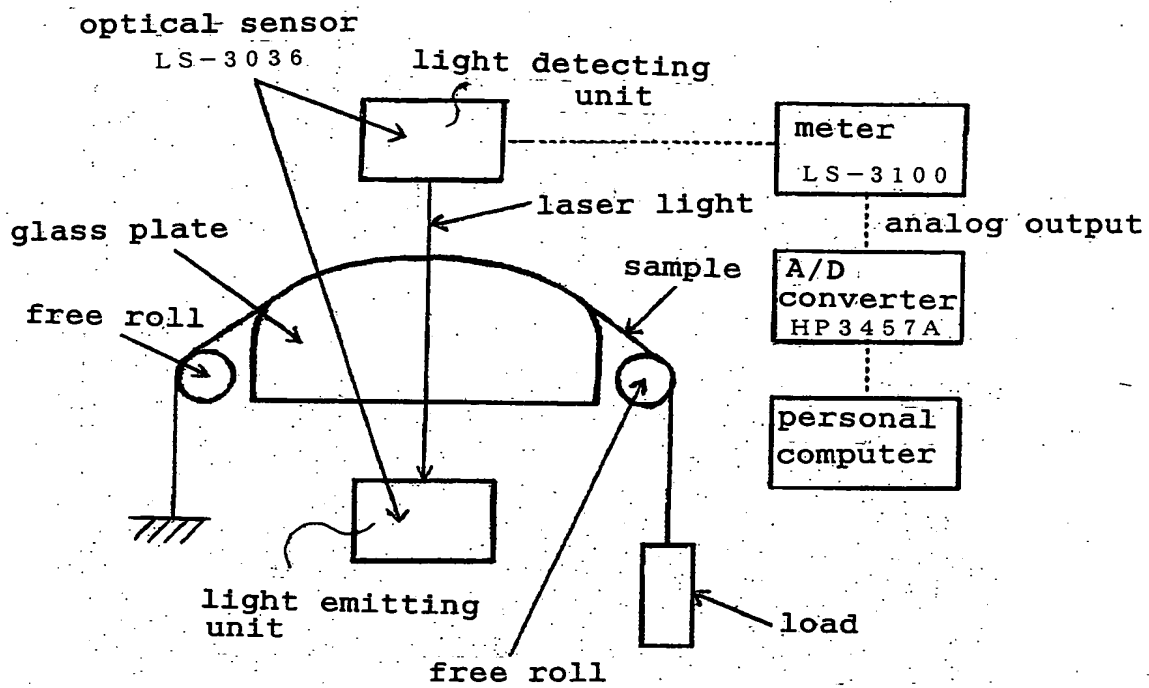 optical sensor
LS-3036
light detecting
unit
meter
LS-3100
laser light
analog output
glass plate
sample
A/D
converter
HP3457A
free roll
personal
computer
light emitting
unit
load
free roll